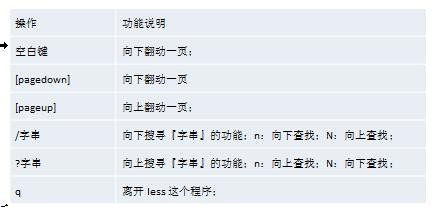 操作 功能说明
空白键 向下翻动一页；
[pagedown] 向下翻动一页
[pageup] 向上翻动一页
/字串 向下搜寻『字串』的功能；n：向下查找；N：向上查找；
?字串 向上搜寻『字串』的功能；n：向上查找；N：向下查找；
q 离开 less 这个程序；